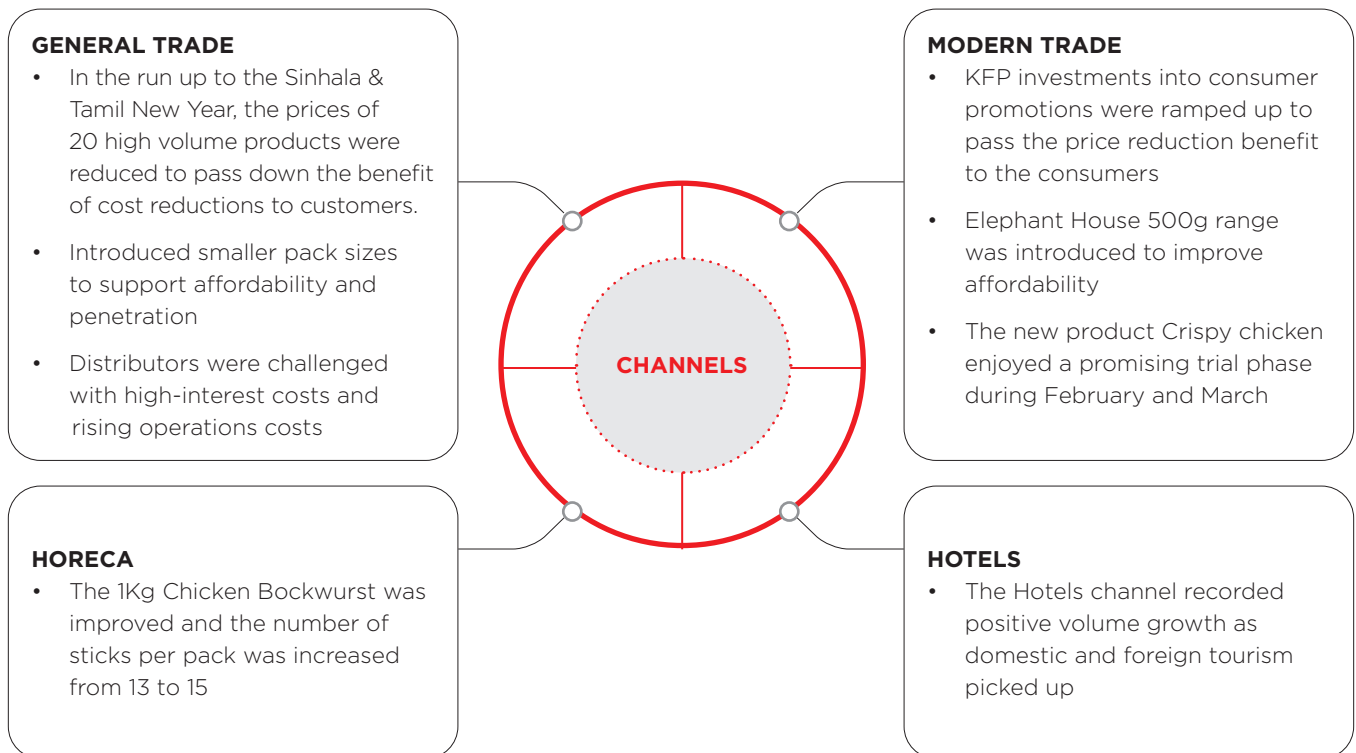 GENERAL TRADE
• In the run up to the Sinhala &
Tamil New Year, the prices of
20 high volume products were
reduced to pass down the benefit
of cost reductions to customers.
• Introduced smaller pack sizes
to support affordability and
penetration
• Distributors were challenged
with high-interest costs and
rising operations costs
MODERN TRADE
• KFP investments into consumer
promotions were ramped up to
pass the price reduction benefit
to the consumers
• Elephant House 500g range
was introduced to improve
affordability
• The new product Crispy chicken
enjoyed a promising trial phase
during February and March
CHANNELS
HORECA
• The 1Kg Chicken Bockwurst was
improved and the number of
sticks per pack was increased
from 13 to 15
HOTELS
• The Hotels channel recorded
positive volume growth as
domestic and foreign tourism
picked up